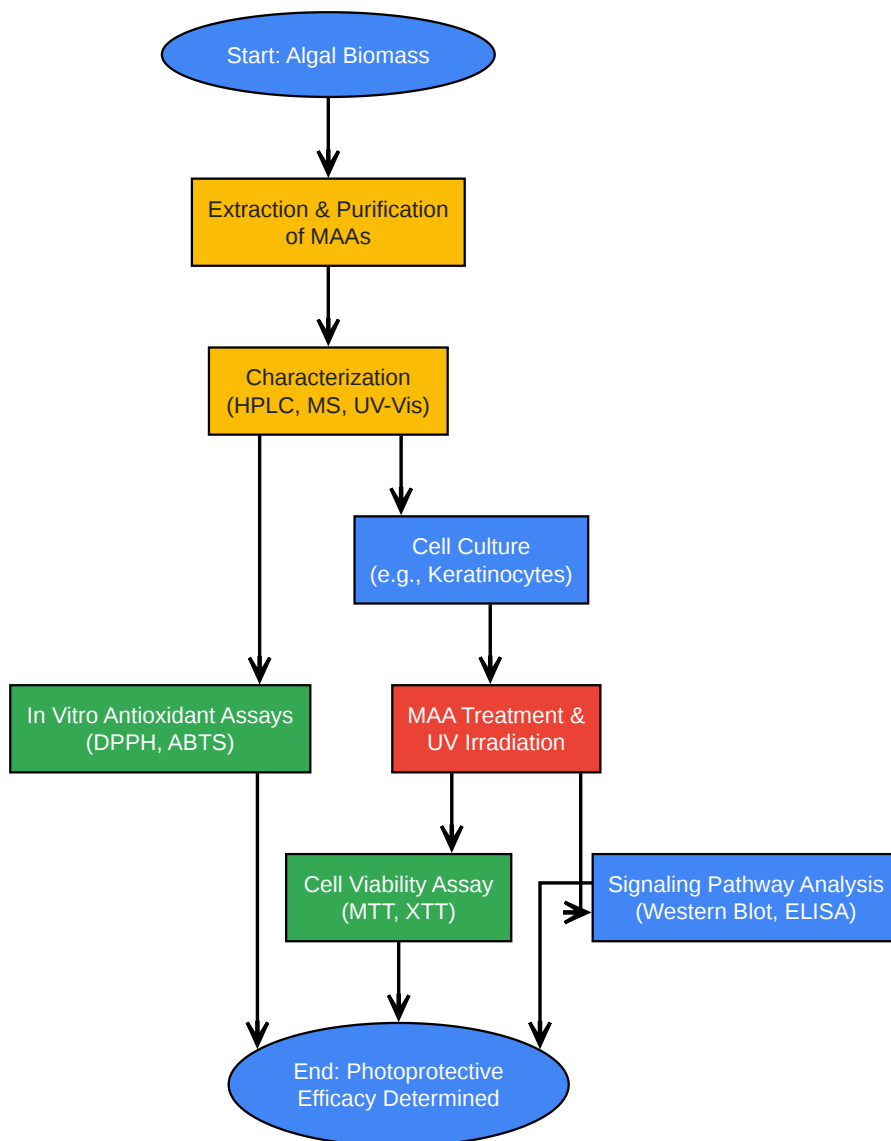 Start: Algal Biomass
Extraction & Purification
of MAAs
Characterization
(HPLC, MS, UV-Vis)
Cell Culture
(e.g., Keratinocytes)
In Vitro Antioxidant Assays
(DPPH, ABTS)
MAA Treatment &
UV Irradiation
Cell Viability Assay
(MTT, XTT)
Signaling Pathway Analysis
(Western Blot, ELISA)
End: Photoprotective
Efficacy Determined